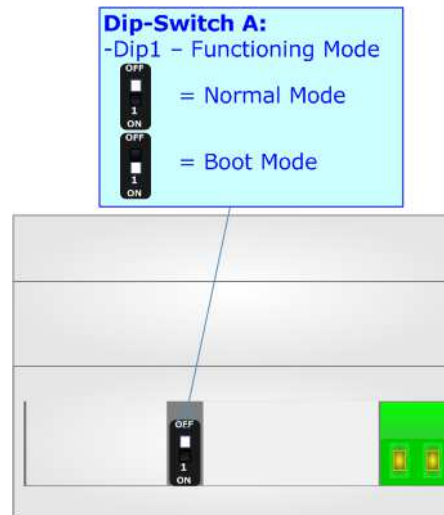 Dip-Switch A:
-Dip1 – Functioning Mode
OFF
1
ON
= Normal Mode
OFF
1
ON
= Boot Mode
OFF
1
ON